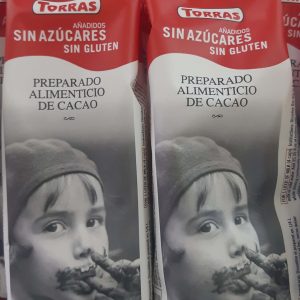 TORRAS
AÑADIDOS
SIN AZÚCARES
SIN GLUTEN
PREPARADO
ALIMENTICIO
DE CACAO
TORRAS
AÑADIDOS
SIN AZÚCARES
SIN GLUTEN
PREPARADO
ALIMENTICIO
DE CACAO